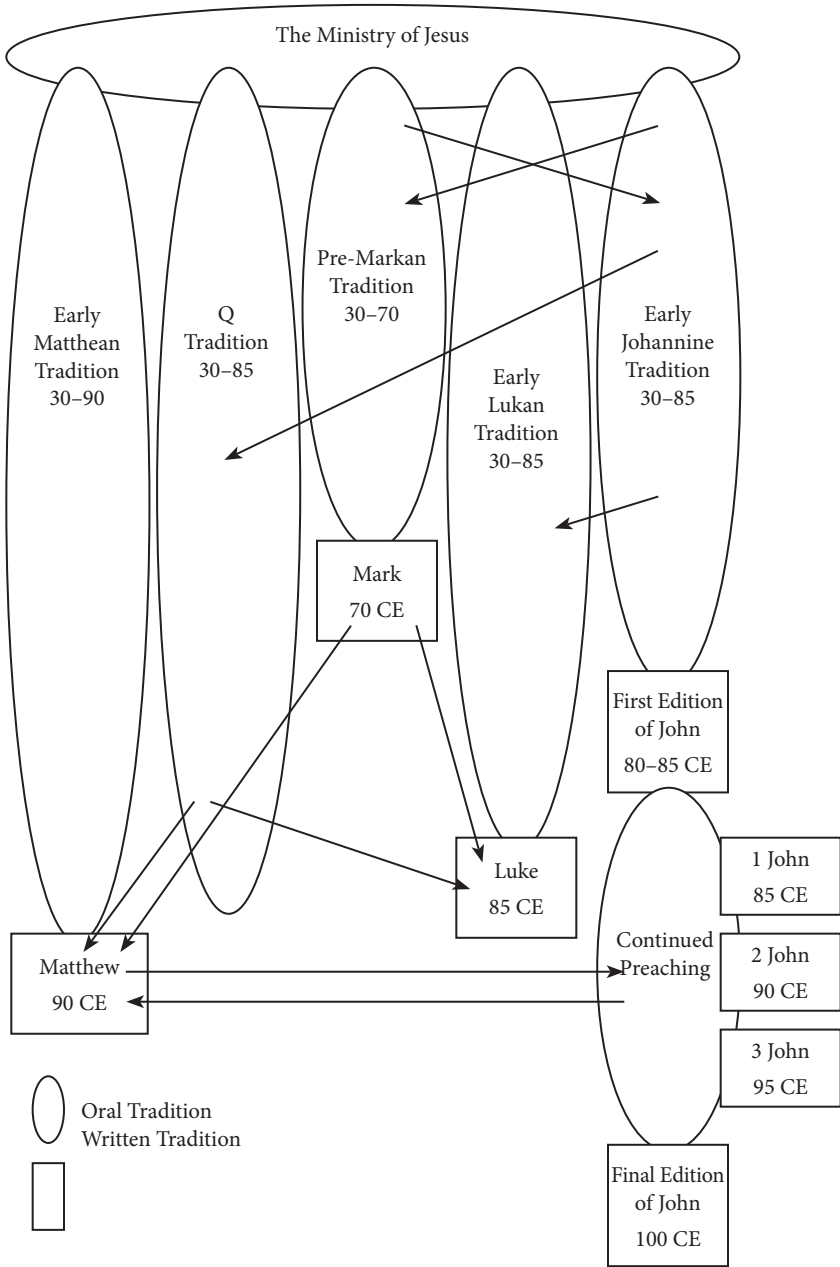 The Ministry of Jesus
Early
Matthean
Tradition
30–90
Q
Tradition
30–85
Pre-Markan
Tradition
30–70
Early
Lukan
Tradition
30–85
Early
Johannine
Tradition
30–85
Mark
70 CE
First Edition
of John
80–85 CE
Luke
85 CE
Matthew
90 CE
Continued
Preaching
1 John
85 CE
2 John
90 CE
3 John
95 CE
Final Edition
of John
100 CE
Oral Tradition
Written Tradition